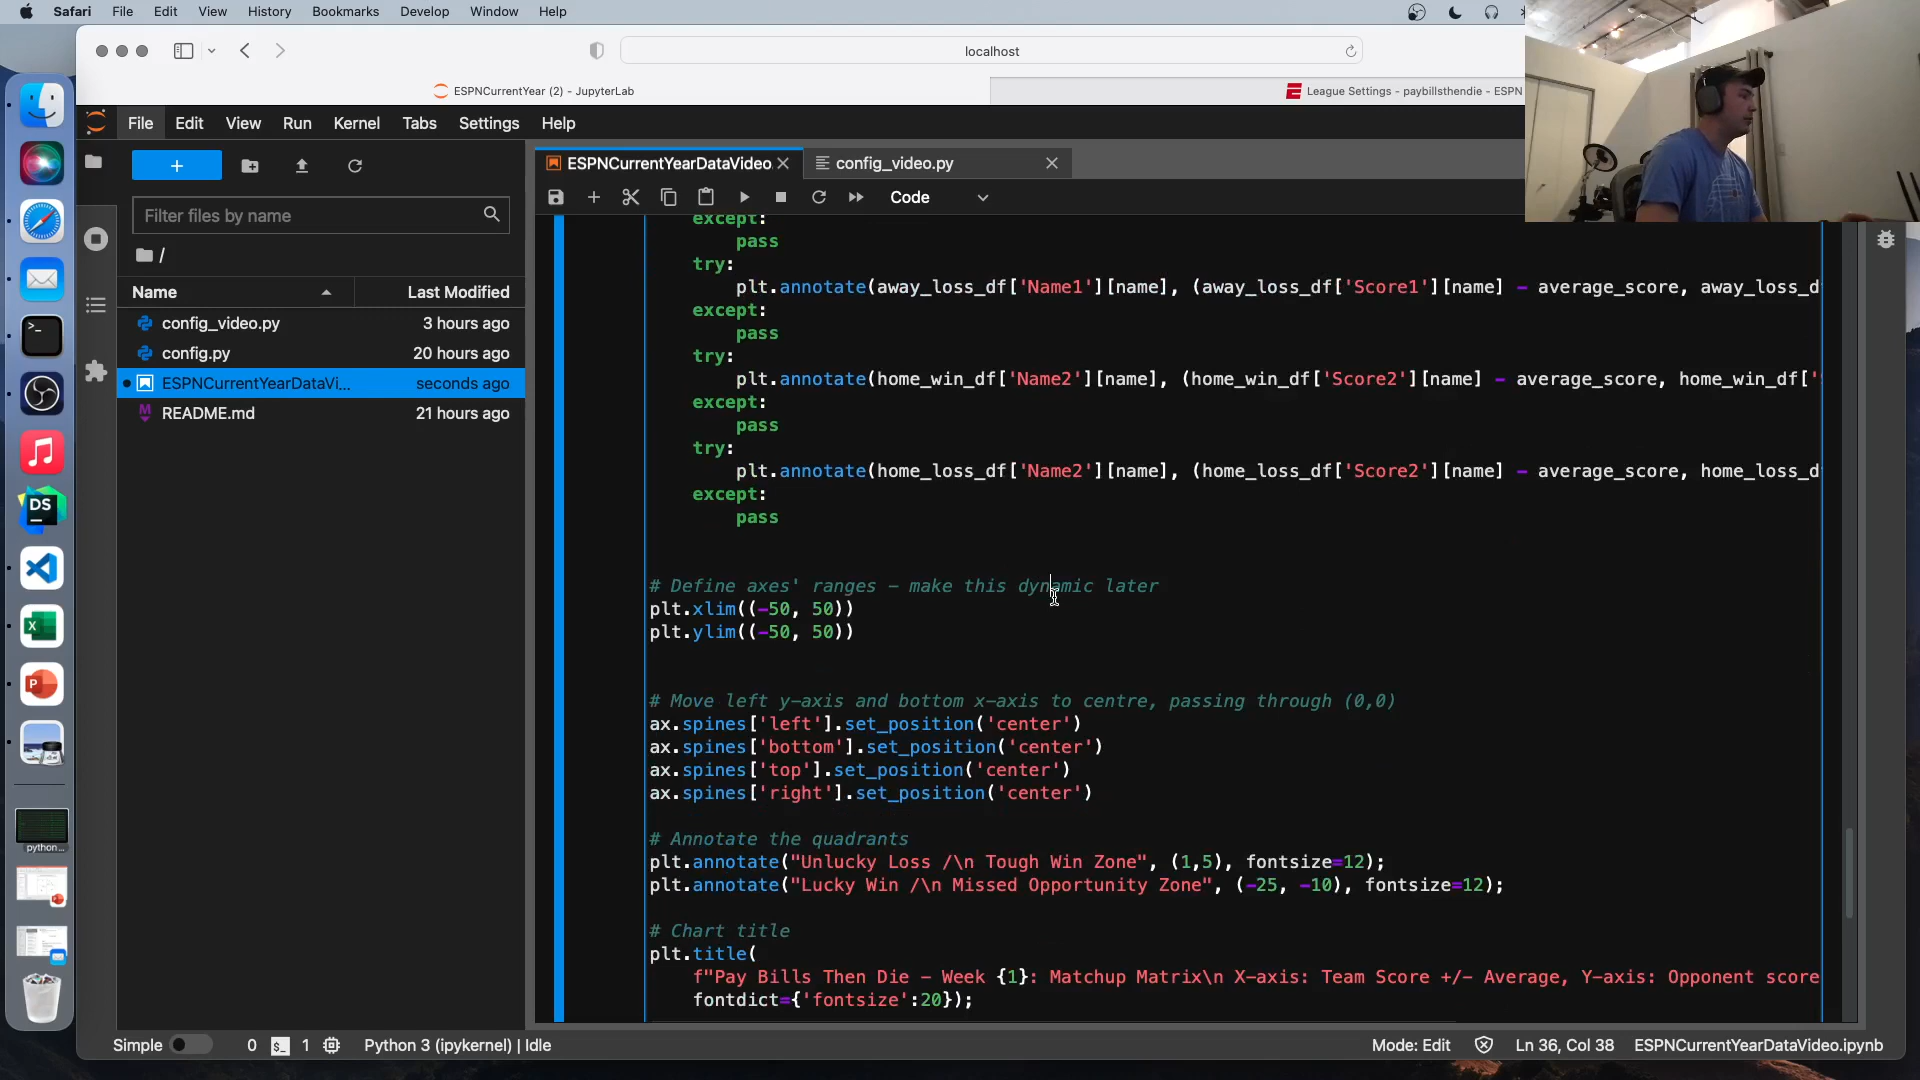 Safari File Edit View History Bookmarks Develop Window Help
localhost
ESPNCurrentYear (2) - JupyterLab
League Settings - paybillsthendie - ESPN
File Edit View Run Kernel Tabs Settings Help
ESPNCurrentYearDataVideo
config_video.py
Code
Filter files by name
/
Name Last Modified
config_video.py 3 hours ago
config.py 20 hours ago
ESPNCurrentYearDataVi... seconds ago
README.md 21 hours ago
except:
pass
try:
plt.annotate(away_loss_df['Name1'][name], (away_loss_df['Score1'][name] - average_score, away_loss_d
except:
pass
try:
plt.annotate(home_win_df['Name2'][name], (home_win_df['Score2'][name] - average_score, home_win_df['
except:
pass
try:
plt.annotate(home_loss_df['Name2'][name], (home_loss_df['Score2'][name] - average_score, home_loss_d
except:
pass
# Define axes' ranges - make this dynamic later
plt.xlim((-50, 50))
plt.ylim((-50, 50))
# Move left y-axis and bottom x-axis to centre, passing through (0,0)
ax.spines['left'].set_position('center')
ax.spines['bottom'].set_position('center')
ax.spines['top'].set_position('center')
ax.spines['right'].set_position('center')
# Annotate the quadrants
plt.annotate("Unlucky Loss /\n Tough Win Zone", (1,5), fontsize=12);
plt.annotate("Lucky Win /\n Missed Opportunity Zone", (-25, -10), fontsize=12);
# Chart title
plt.title(
f"Pay Bills Then Die - Week {1}: Matchup Matrix\n X-axis: Team Score +/- Average, Y-axis: Opponent score
fontdict={'fontsize':20});
DS
X
P
python...
Simple 0 $_ 1 Python 3 (ipykernel) | Idle
Mode: Edit Ln 36, Col 38 ESPNCurrentYearDataVideo.ipynb